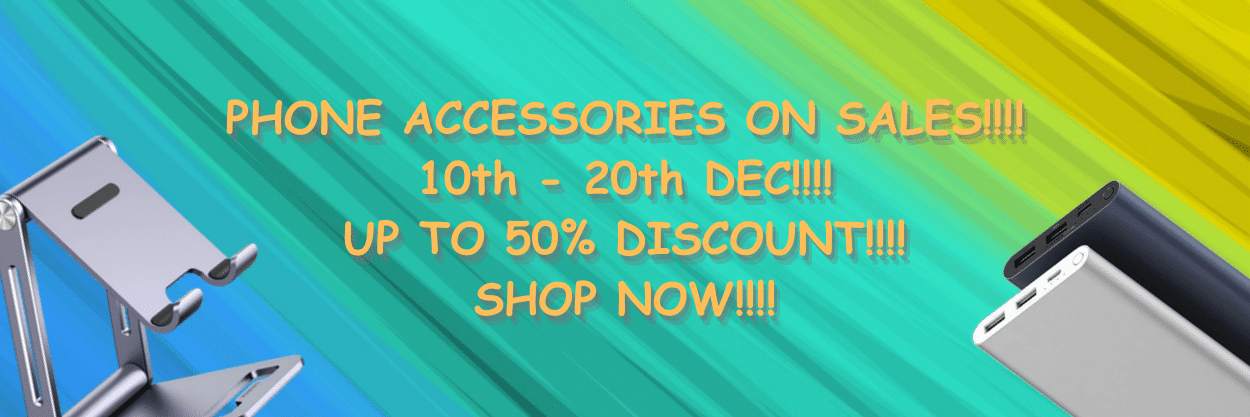 PHONE ACCESSORIES ON SALES!!!!
10th - 20th DEC!!!!
UP TO 50% DISCOUNT!!!!
SHOP NOW!!!!